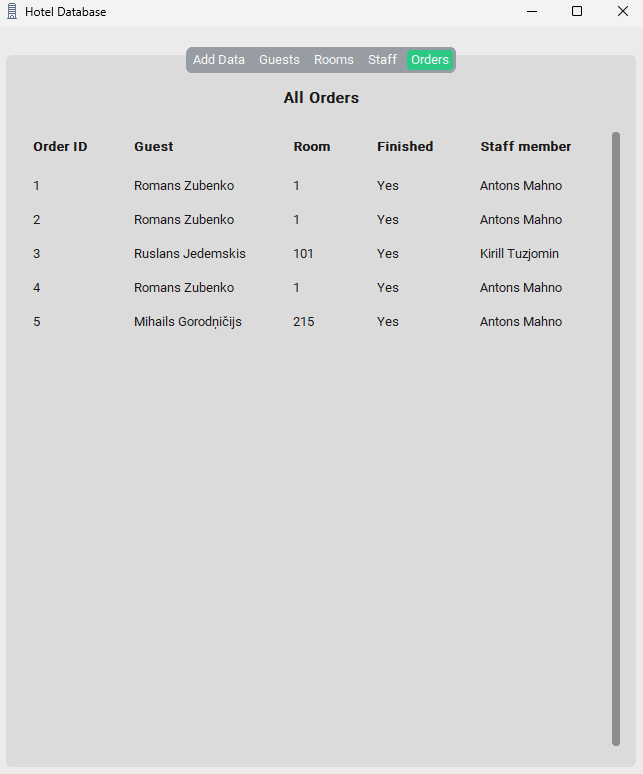 Hotel Database
Add Data Guests Rooms Staff Orders
All Orders
Order ID Guest Room Finished Staff member
1 Romans Zubenko 1 Yes Antons Mahno
2 Romans Zubenko 1 Yes Antons Mahno
3 Ruslans Jedemskis 101 Yes Kirill Tuzjomin
4 Romans Zubenko 1 Yes Antons Mahno
5 Mihails Gorodņičijs 215 Yes Antons Mahno